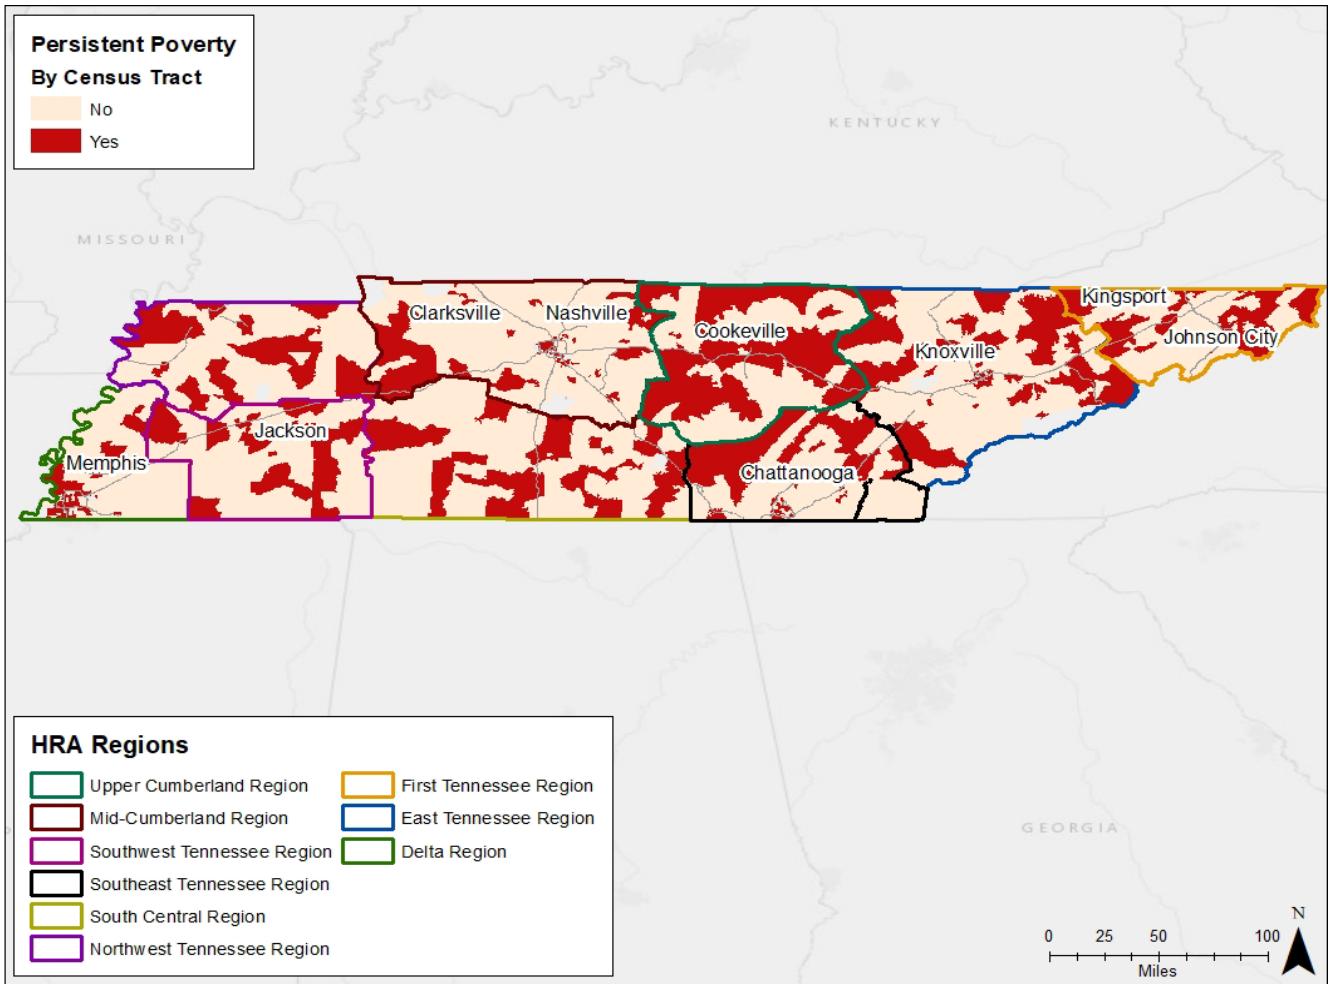 Persistent Poverty
By Census Tract
No
Yes
KENTUCKY
MISSOURI
Clarksville
Nashville
Cookeville
Kingsport
Johnson City
Knoxville
Jackson
Memphis
Chattanooga
GEORGIA
HRA Regions
Upper Cumberland Region
Mid-Cumberland Region
Southwest Tennessee Region
Southeast Tennessee Region
South Central Region
Northwest Tennessee Region
First Tennessee Region
East Tennessee Region
Delta Region
N
0 25 50 100
Miles